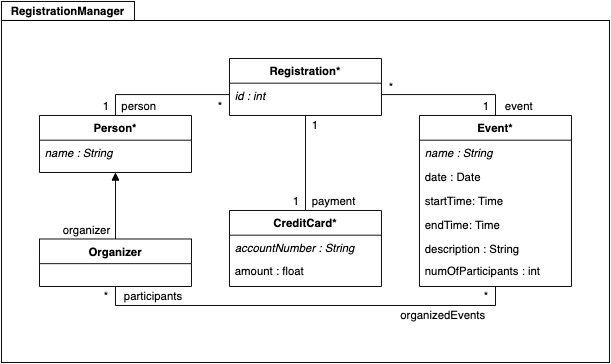 RegistrationManager
Registration*
id : int
1 person
*
*
1 event
Person*
name : String
1
Event*
name : String
date : Date
startTime: Time
endTime: Time
description : String
numOfParticipants : int
1 payment
CreditCard*
accountNumber : String
amount : float
organizer
Organizer
* participants
*
organizedEvents